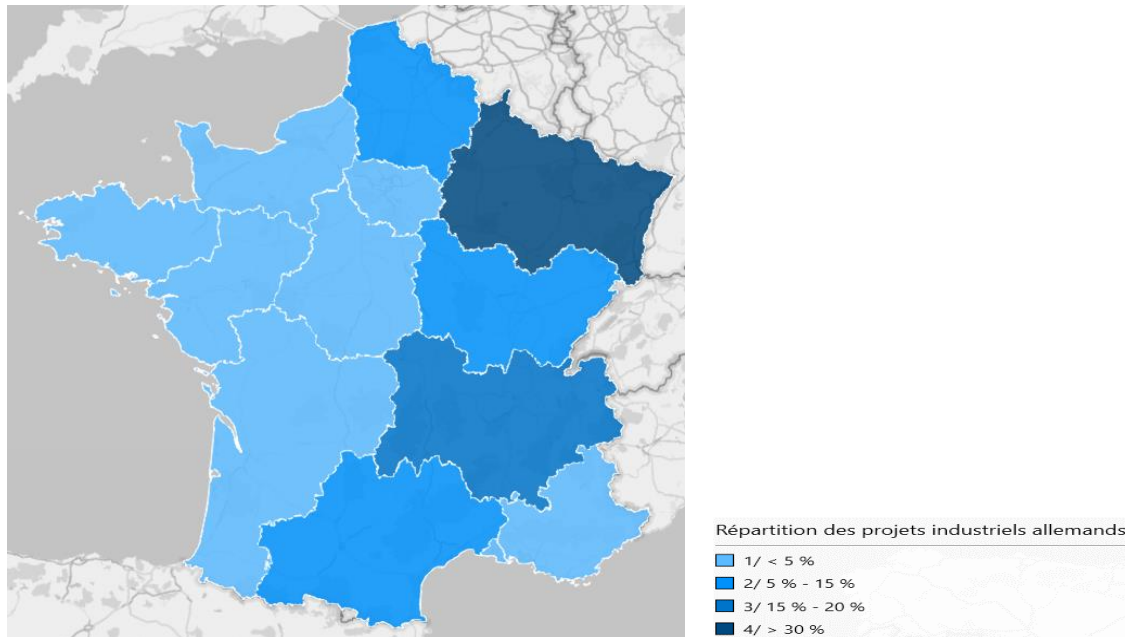 Répartition des projets industriels allemands
1/ < 5 %
2/ 5 % - 15 %
3/ 15 % - 20 %
4/ > 30 %